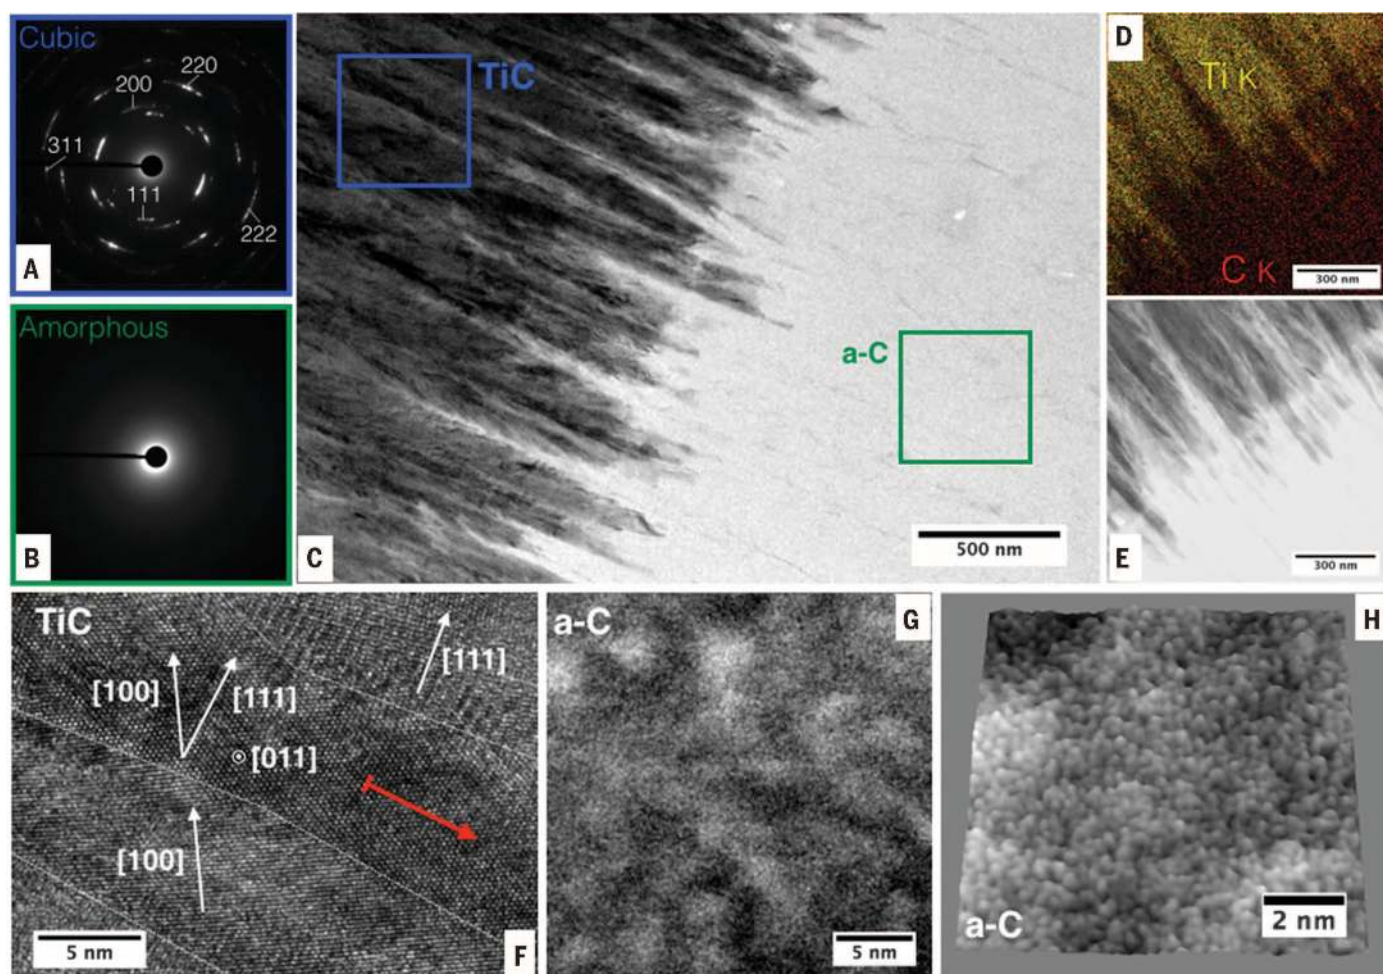 Cubic
220
200
311
111
222
A
Amorphous
B
TiC
a-C
500 nm
C
D
Ti K
C K
300 nm
E
300 nm
TiC
[100]
[111]
[111]
[011]
[100]
5 nm
F
a-C
G
5 nm
H
a-C
2 nm